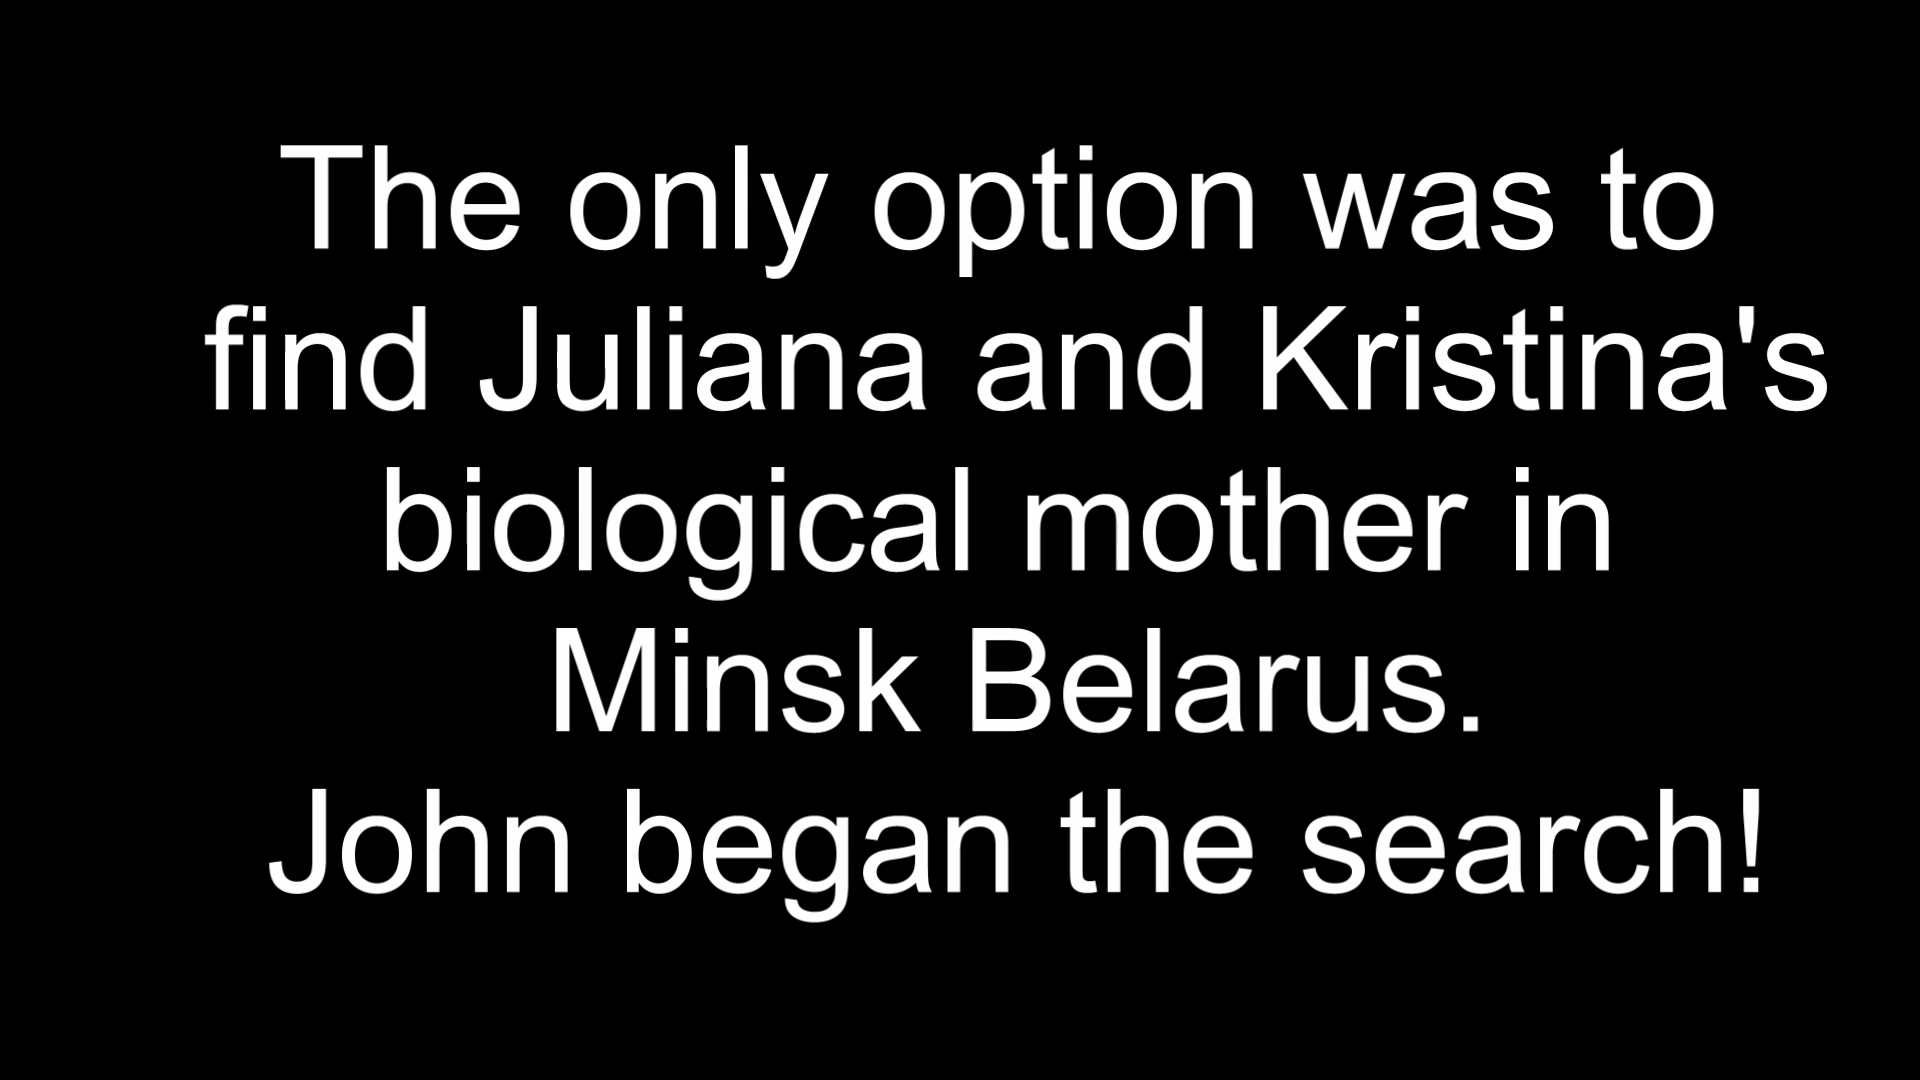 The only option was to
find Juliana and Kristina's
biological mother in
Minsk Belarus.
John began the search!